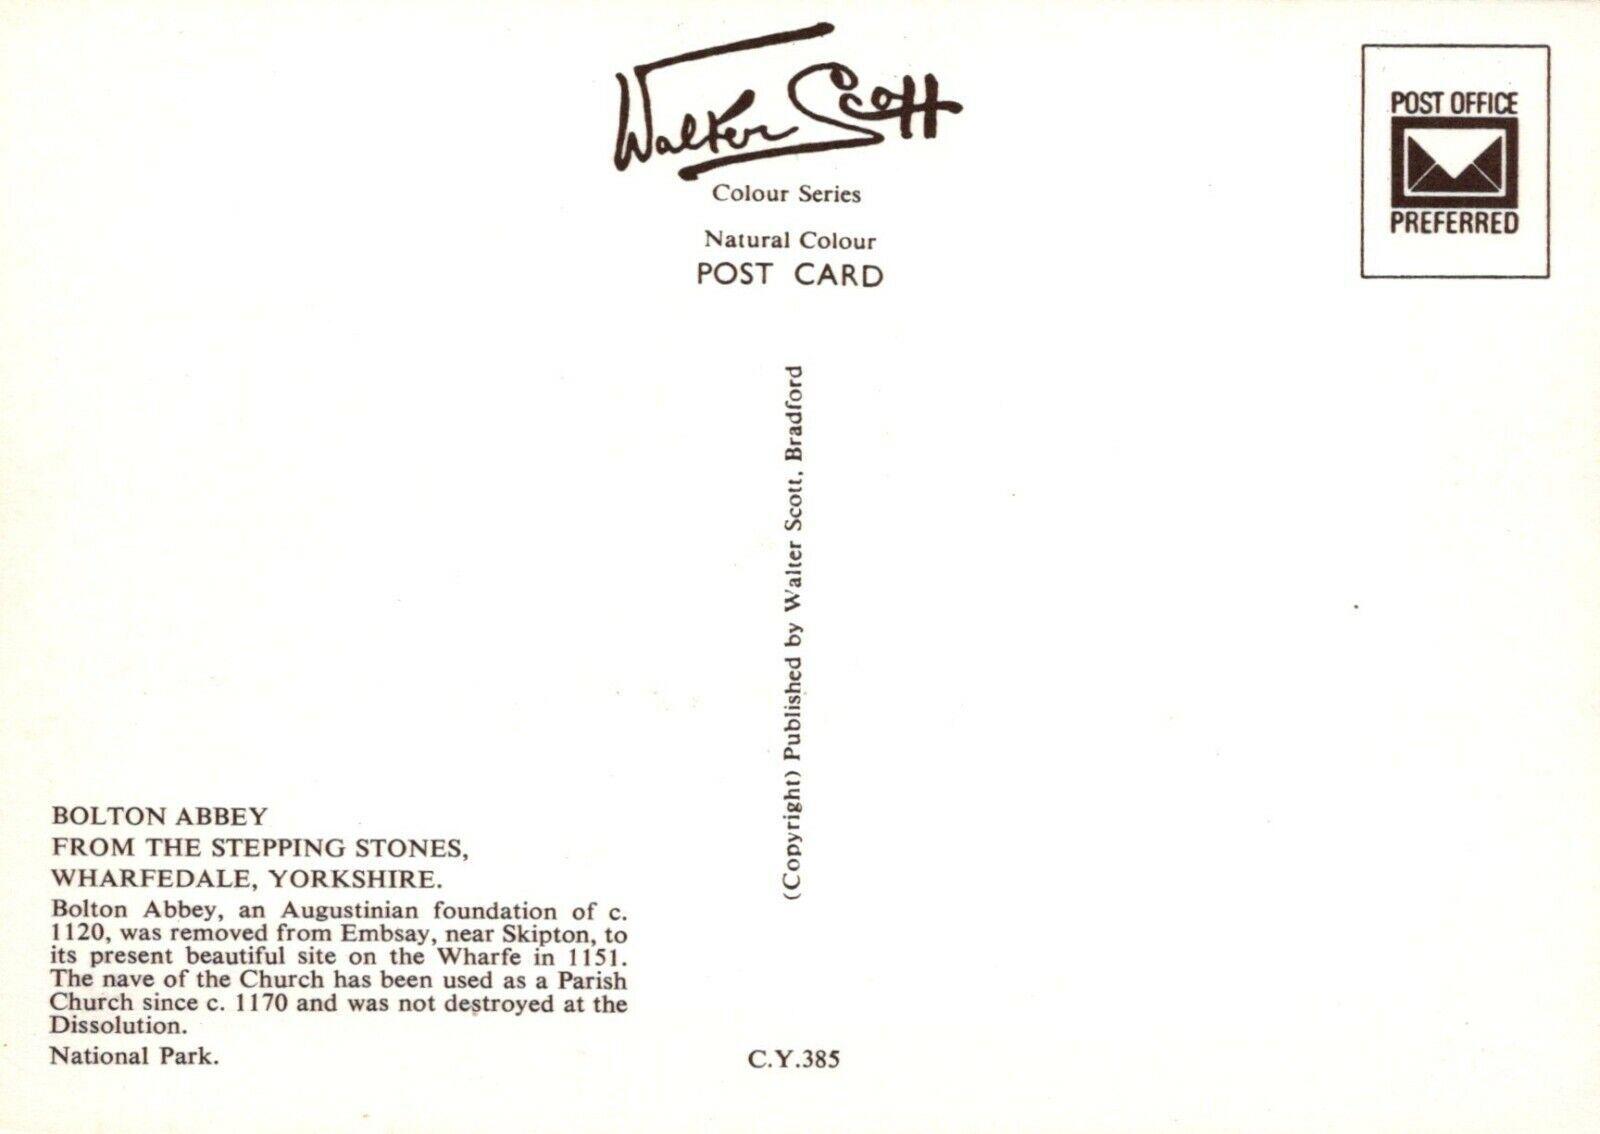 Walter Scott
Colour Series
Natural Colour
POST CARD
POST OFFICE
PREFERRED
(Copyright) Published by Walter Scott, Bradford
BOLTON ABBEY
FROM THE STEPPING STONES,
WHARFEDALE, YORKSHIRE.
Bolton Abbey, an Augustinian foundation of c.
1120, was removed from Embsay, near Skipton, to
its present beautiful site on the Wharfe in 1151.
The nave of the Church has been used as a Parish
Church since c. 1170 and was not destroyed at the
Dissolution.
National Park.
C.Y.385